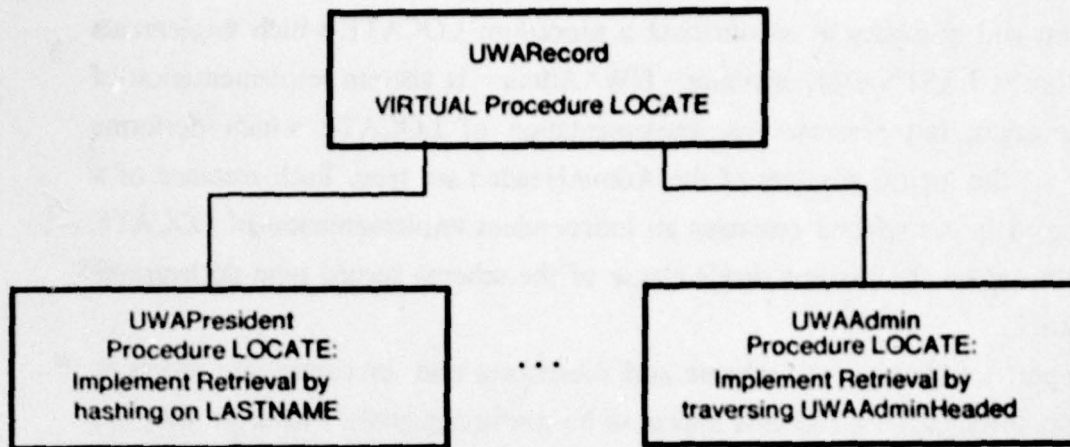 UWARecord
VIRTUAL Procedure LOCATE
UWAPresident
Procedure LOCATE:
Implement Retrieval by
hashing on LASTNAME
. . . .
UWAAdmin
Procedure LOCATE:
Implement Retrieval by
traversing UWAAdminHeaded